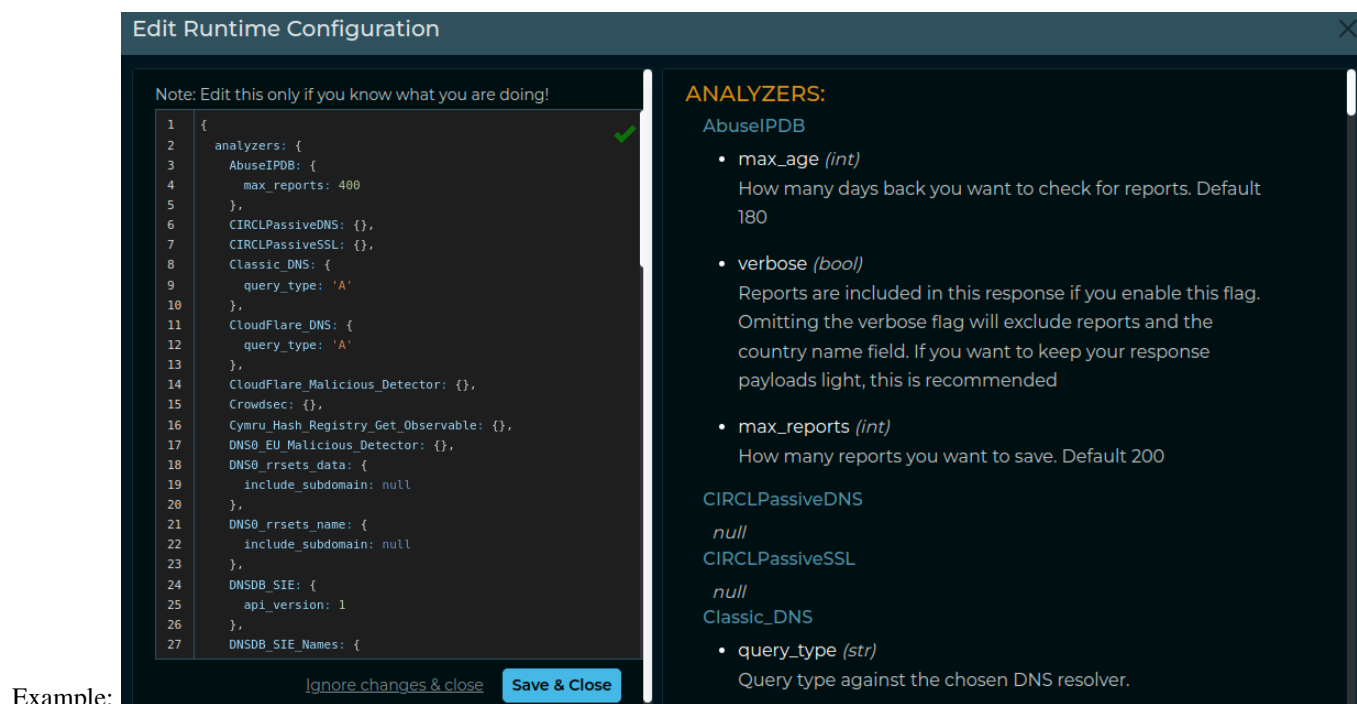 Edit Runtime Configuration
Note: Edit this only if you know what you are doing!
1 {
2 analyzers: {
3 AbuseIPDB: {
4 max_reports: 400
5 },
6 CIRCLPassiveDNS: {},
7 CIRCLPassiveSSL: {},
8 Classic_DNS: {
9 query_type: 'A'
10 },
11 CloudFlare_DNS: {
12 query_type: 'A'
13 },
14 CloudFlare_Malicious_Detector: {},
15 Crowdsec: {},
16 Cymru_Hash_Registry_Get_Observable: {},
17 DNS0_EU_Malicious_Detector: {},
18 DNS0_rrsets_data: {
19 include_subdomain: null
20 },
21 DNS0_rrsets_name: {
22 include_subdomain: null
23 },
24 DNSDB_SIE: {
25 api_version: 1
26 },
27 DNSDB_SIE_Names: {
Ignore changes & close Save & Close
ANALYZERS:
AbuseIPDB
• max_age (int)
How many days back you want to check for reports. Default
180
• verbose (bool)
Reports are included in this response if you enable this flag.
Omitting the verbose flag will exclude reports and the
country name field. If you want to keep your response
payloads light, this is recommended
• max_reports (int)
How many reports you want to save. Default 200
CIRCLPassiveDNS
null
CIRCLPassiveSSL
null
Classic_DNS
• query_type (str)
Query type against the chosen DNS resolver.
Example: